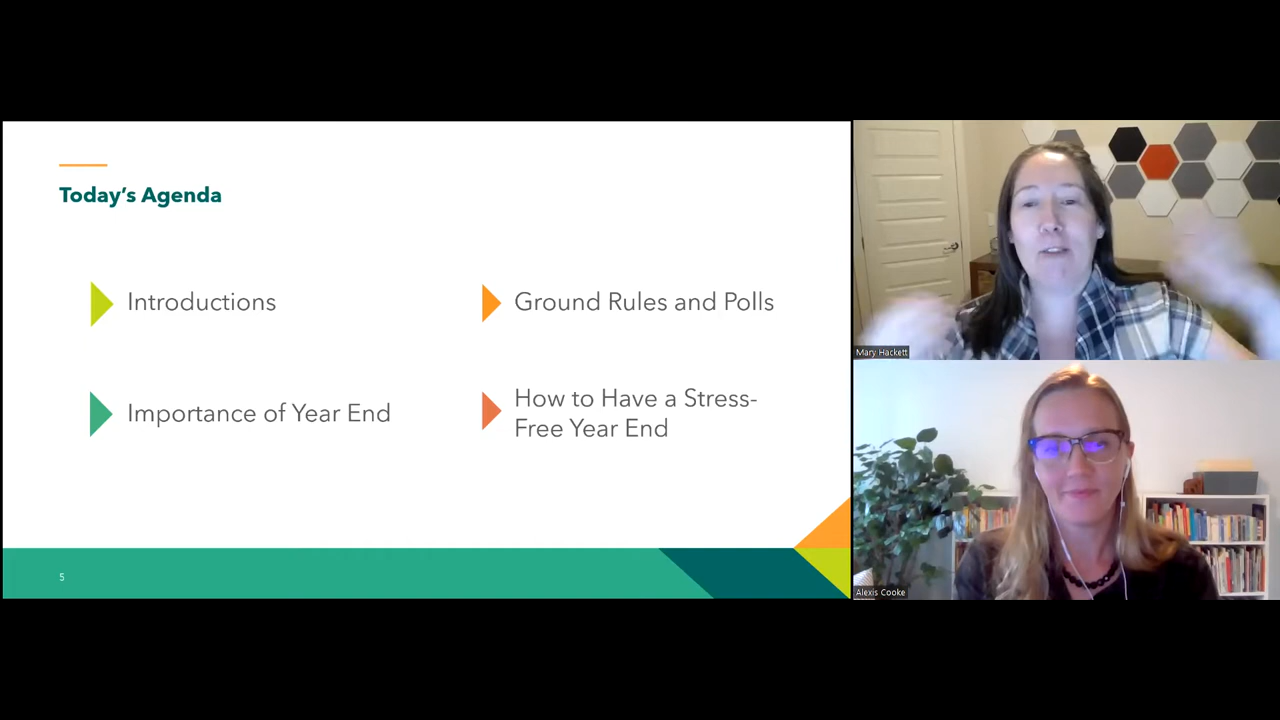 Today's Agenda
Introductions
Ground Rules and Polls
Importance of Year End
How to Have a Stress-
Free Year End
5
Mary Hackett
Alexis Cooke